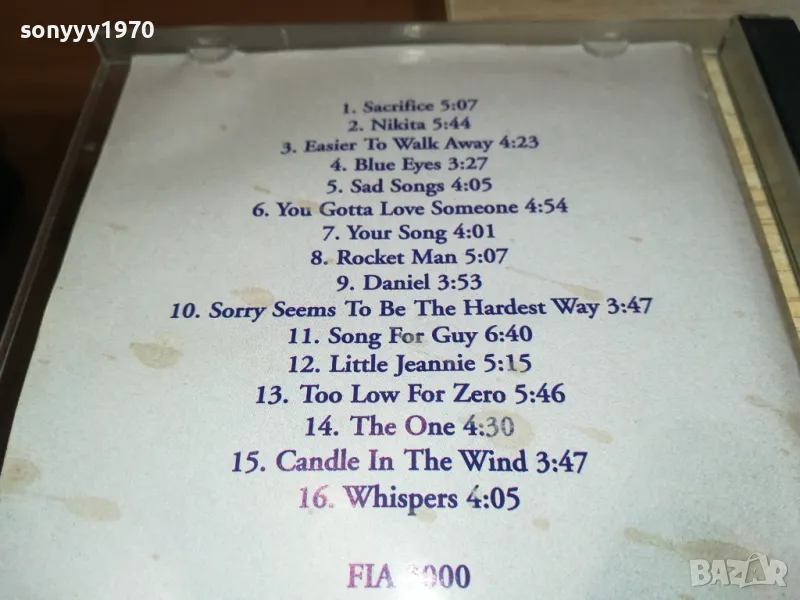 sonyyy1970
1. Sacrifice 5:07
2. Nikita 5:44
3. Easier To Walk Away 4:23
4. Blue Eyes 3:27
5. Sad Songs 4:05
6. You Gotta Love Someone 4:54
7. Your Song 4:01
8. Rocket Man 5:07
9. Daniel 3:53
10. Sorry Seems To Be The Hardest Way 3:47
11. Song For Guy 6:40
12. Little Jeannie 5:15
13. Too Low For Zero 5:46
14. The One 4:30
15. Candle In The Wind 3:47
16. Whispers 4:05
FIA
BAZAR